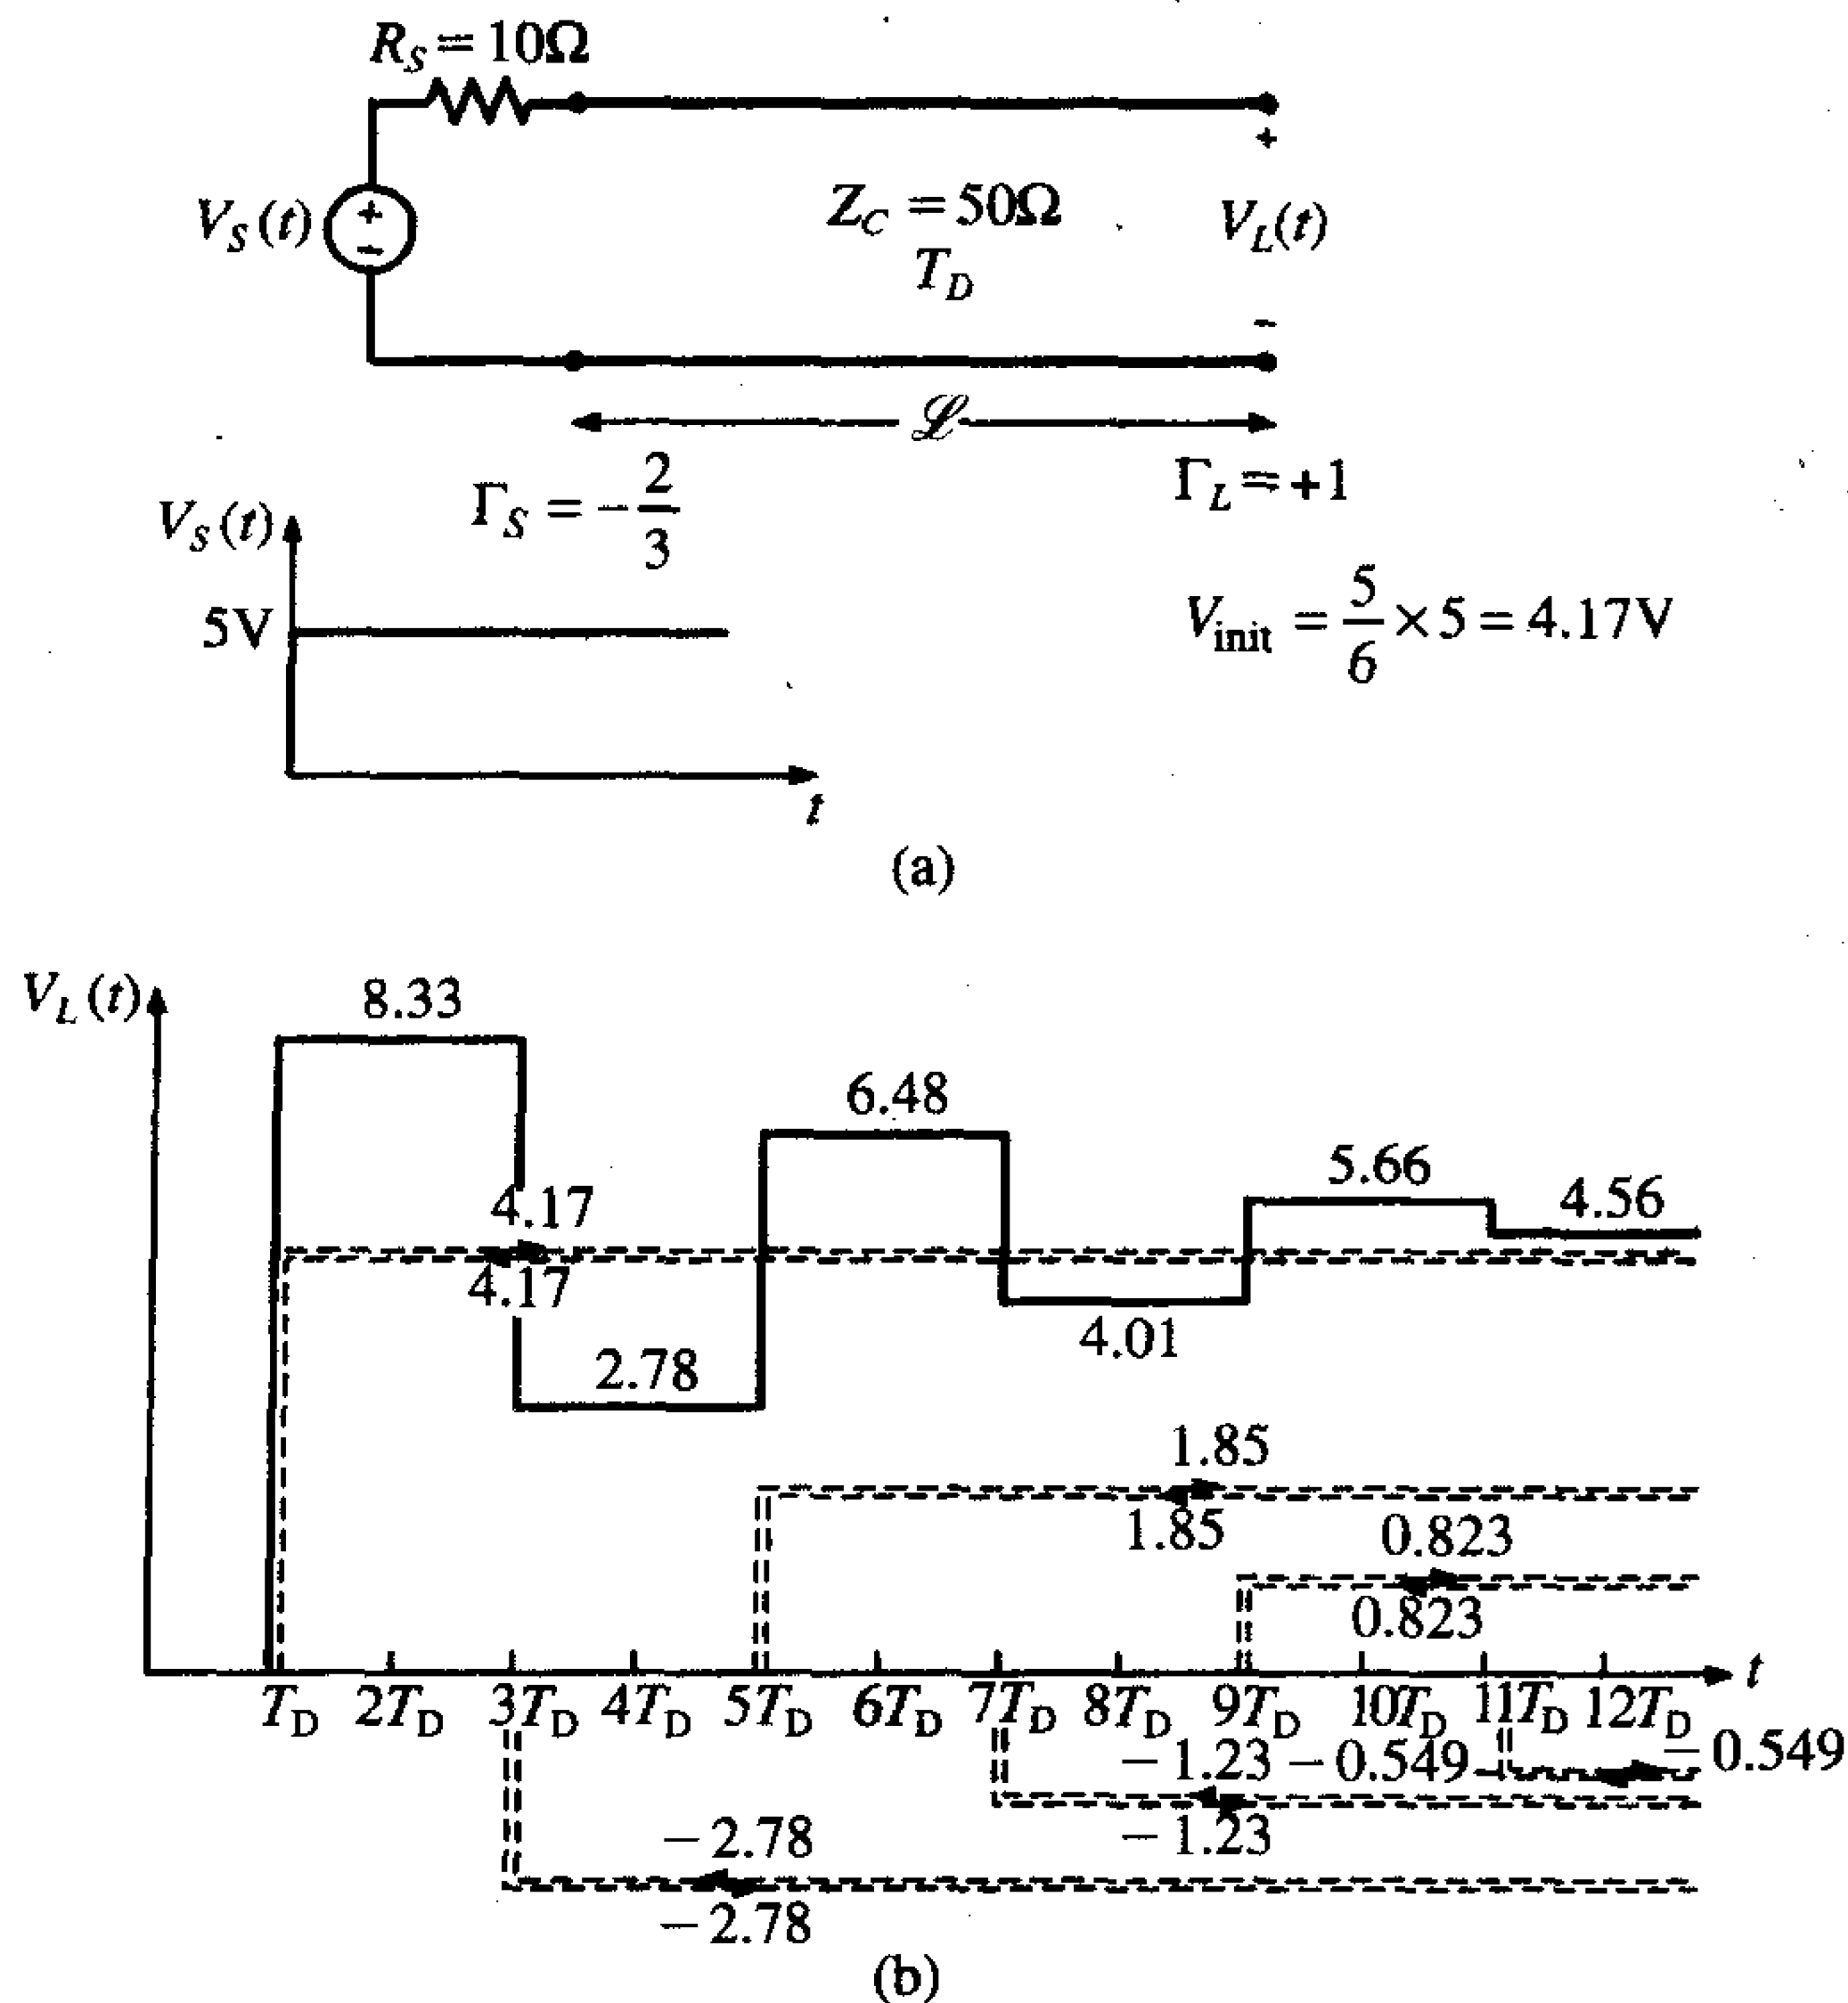 R_S = 10Ω
V_S(t)
+
−
Z_C = 50Ω
T_D
+
V_L(t)
-
ℒ
Γ_S = −2/3
Γ_L = +1
V_S(t)
5V
t
V_init = 5/6 × 5 = 4.17V
(a)
V_L(t)
8.33
6.48
5.66
4.56
4.17
4.17
4.01
2.78
1.85
1.85
0.823
0.823
t
T_D 2T_D 3T_D 4T_D 5T_D 6T_D 7T_D 8T_D 9T_D 10T_D 11T_D 12T_D
−1.23
−0.549
−0.549
−1.23
−2.78
−2.78
(b)